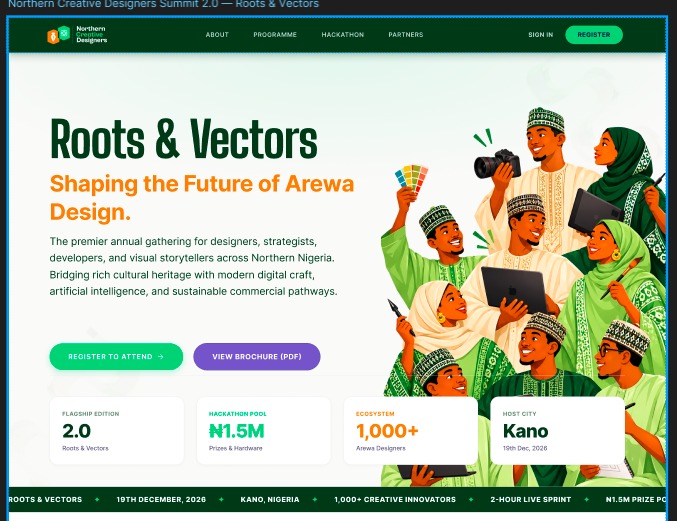 Northern Creative Designers Summit 2.0 — Roots & Vectors
Northern
Creative
Designers
ABOUT
PROGRAMME
HACKATHON
PARTNERS
SIGN IN
REGISTER
Roots & Vectors
Shaping the Future of Arewa
Design.
The premier annual gathering for designers, strategists,
developers, and visual storytellers across Northern Nigeria.
Bridging rich cultural heritage with modern digital craft,
artificial intelligence, and sustainable commercial pathways.
REGISTER TO ATTEND →
VIEW BROCHURE (PDF)
FLAGSHIP EDITION
2.0
Roots & Vectors
HACKATHON POOL
₦1.5M
Prizes & Hardware
ECOSYSTEM
1,000+
Arewa Designers
HOST CITY
Kano
19th Dec, 2026
ROOTS & VECTORS ✦ 19TH DECEMBER, 2026 ✦ KANO, NIGERIA ✦ 1,000+ CREATIVE INNOVATORS ✦ 2-HOUR LIVE SPRINT ✦ ₦1.5M PRIZE PO